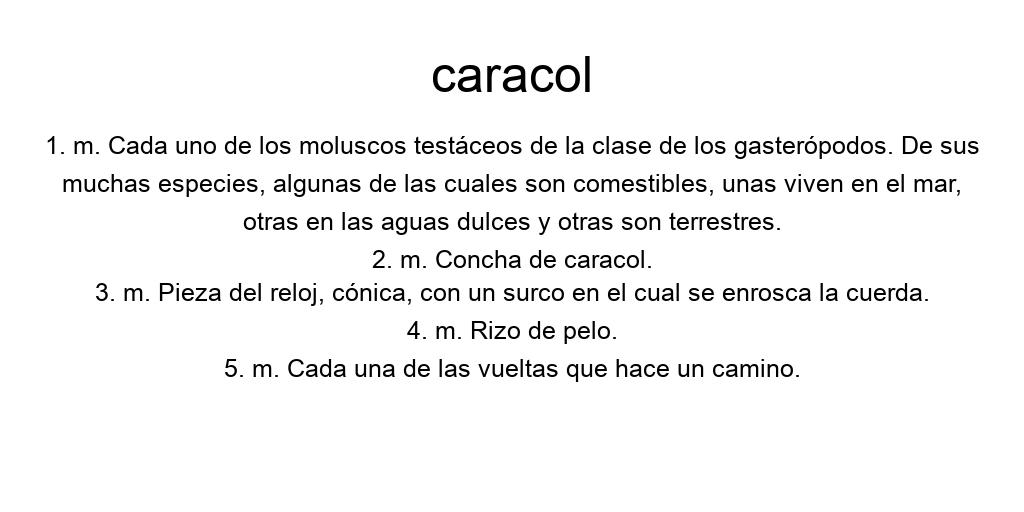 caracol
1. m. Cada uno de los moluscos testáceos de la clase de los gasterópodos. De sus
muchas especies, algunas de las cuales son comestibles, unas viven en el mar,
otras en las aguas dulces y otras son terrestres.
2. m. Concha de caracol.
3. m. Pieza del reloj, cónica, con un surco en el cual se enrosca la cuerda.
4. m. Rizo de pelo.
5. m. Cada una de las vueltas que hace un camino.